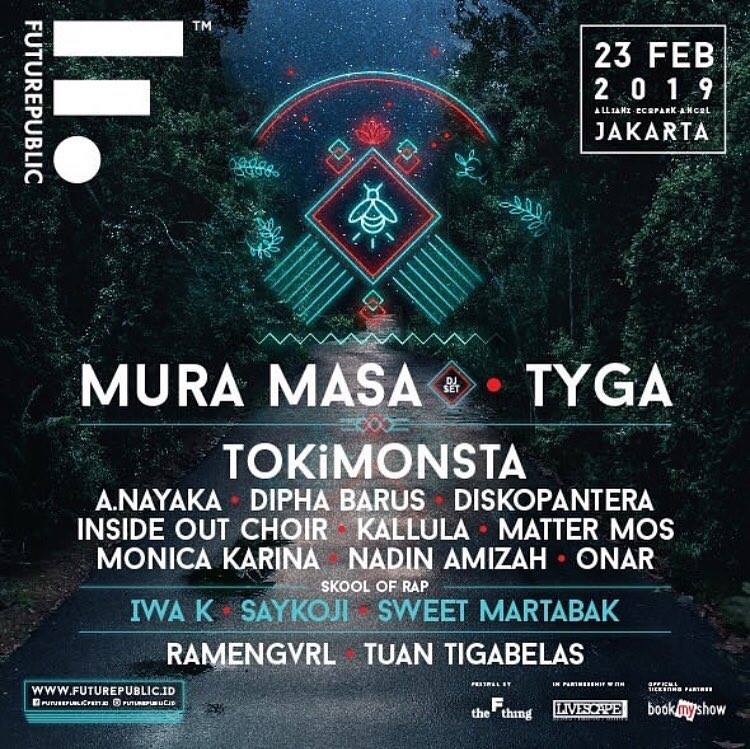 FUTUREPUBLIC
™
23 FEB
2019
ALLIANZ·ECOPARK·ANCOL
JAKARTA
MURA MASA DJ SET • TYGA
TOKiMONSTA
A.NAYAKA • DIPHA BARUS • DISKOPANTERA
INSIDE OUT CHOIR • KALLULA • MATTER MOS
MONICA KARINA • NADIN AMIZAH • ONAR
SKOOL OF RAP
IWA K • SAYKOJI • SWEET MARTABAK
RAMENGVRL • TUAN TIGABELAS
WWW.FUTUREPUBLIC.ID
FUTUREPUBLICFEST.ID FUTUREPUBLIC.ID
FESTIVAL BY
the F thing
IN PARTNERSHIP WITH
LIVESCAPE
OFFICIAL
TICKETING PARTNER
bookmyshow